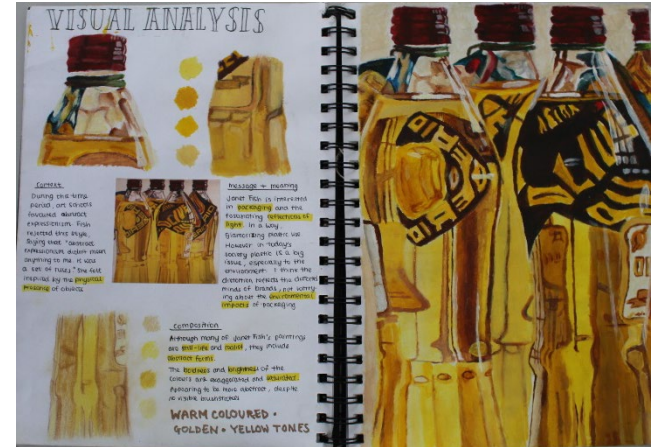 VISUAL ANALYSIS
Context
During this time
period, art schools
favoured abstract
expressionism. Fish
rejected this style,
saying that "abstract
expressionism didn't mean
anything to me. It was
a set of rules." She felt
inspired by the physical
presence of objects
Message + meaning
Janet Fish is interested
in packaging and the
fascinating reflections of
light. In a way,
glamorising plastic use.
However in today's
society plastic is a big
issue, especially to the
environment. I think the
distortion reflects the distorted
minds of brands, not worry-
ing about the environmental
impacts of packaging
Composition
Although many of Janet Fish's paintings
are still-life and realist, they include
abstract forms.
The boldness and brightness of the
colours are exaggerated and saturated.
Appearing to be more abstract, despite
no visible brushstrokes
WARM COLOURED •
GOLDEN • YELLOW TONES